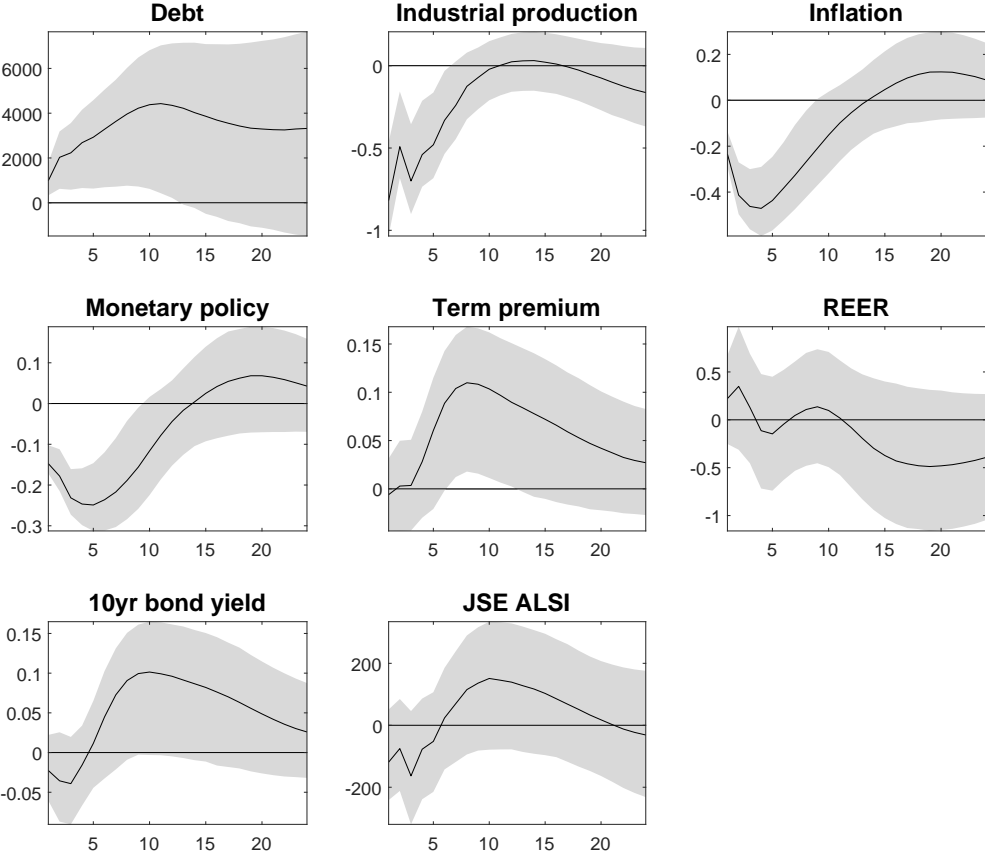 Debt
6000
4000
2000
0
5 10 15 20
Industrial production
0
-0.5
-1
5 10 15 20
Inflation
0.2
0
-0.2
-0.4
5 10 15 20
Monetary policy
0.1
0
-0.1
-0.2
-0.3
5 10 15 20
Term premium
0.15
0.1
0.05
0
5 10 15 20
REER
0.5
0
-0.5
-1
5 10 15 20
10yr bond yield
0.15
0.1
0.05
0
-0.05
5 10 15 20
JSE ALSI
200
0
-200
5 10 15 20